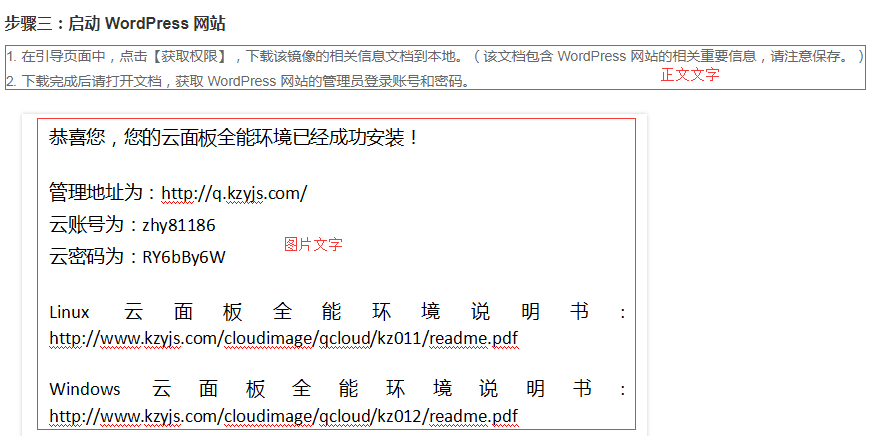 步骤三：启动 WordPress 网站
1. 在引导页面中，点击【获取权限】，下载该镜像的相关信息文档到本地。（该文档包含 WordPress 网站的相关重要信息，请注意保存。）
2. 下载完成后请打开文档，获取 WordPress 网站的管理员登录账号和密码。
正文文字
恭喜您，您的云面板全能环境已经成功安装！
管理地址为：http://q.kzyjs.com/
云账号为：zhy81186
云密码为：RY6bBy6W
图片文字
Linux 云面板全能环境说明书：
http://www.kzyjs.com/cloudimage/qcloud/kz011/readme.pdf
Windows 云面板全能环境说明书：
http://www.kzyjs.com/cloudimage/qcloud/kz012/readme.pdf